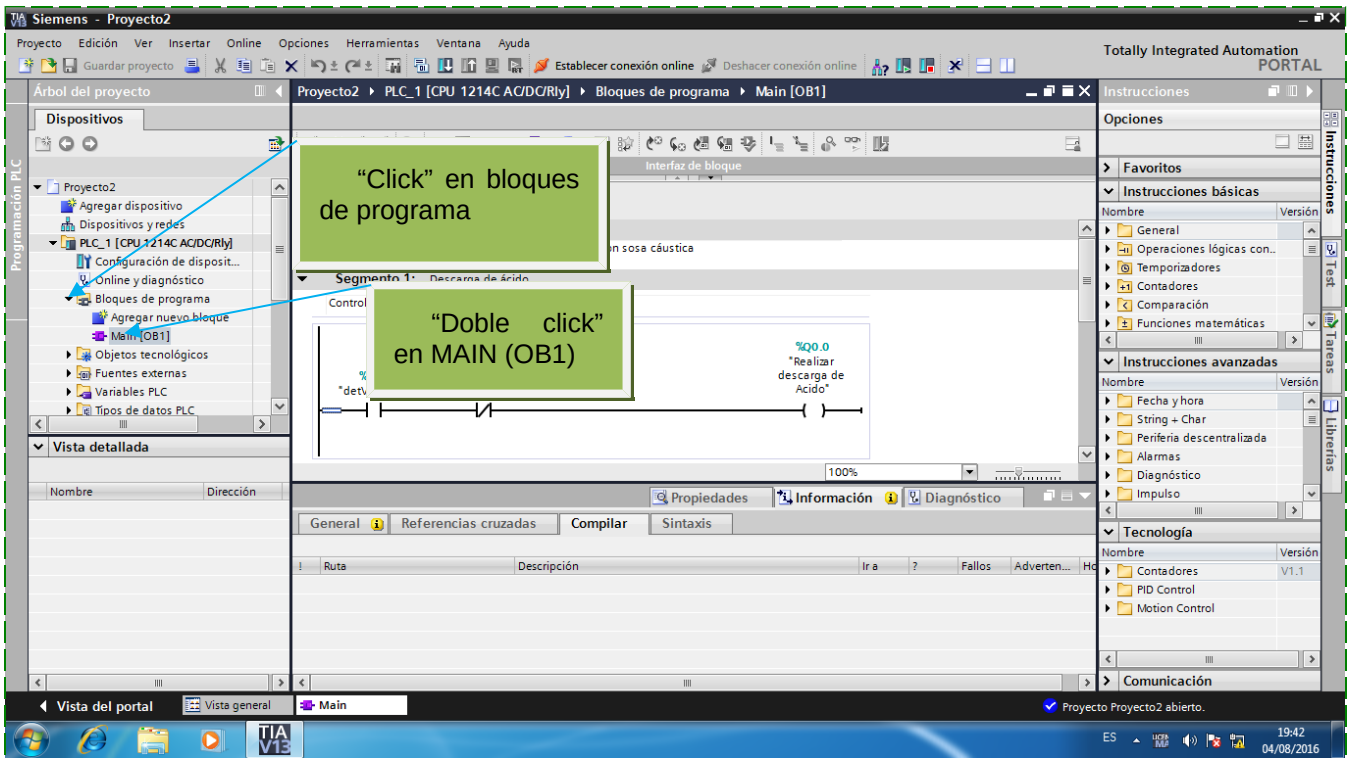 TIA V13 Siemens - Proyecto2
Proyecto Edición Ver Insertar Online Opciones Herramientas Ventana Ayuda
Guardar proyecto Establecer conexión online Deshacer conexión online
Totally Integrated Automation
PORTAL
Árbol del proyecto
Proyecto2 PLC_1 [CPU 1214C AC/DC/Rly] Bloques de programa Main [OB1]
Instrucciones
Dispositivos
Programación PLC
Proyecto2
Agregar dispositivo
Dispositivos y redes
PLC_1 [CPU 1214C AC/DC/Rly]
Configuración de disposit...
Online y diagnóstico
Bloques de programa
Agregar nuevo bloque
Main [OB1]
Objetos tecnológicos
Fuentes externas
Variables PLC
Tipos de datos PLC
Vista detallada
Nombre Dirección
Interfaz de bloque
“Click” en bloques
de programa
sosa cáustica
Segmento 1: Descarga de ácido
Control
“Doble click”
en MAIN (OB1)
%Q0.0
"Realizar
descarga de
Acido"
100%
Propiedades Información Diagnóstico
General Referencias cruzadas Compilar Sintaxis
! Ruta Descripción Ir a ? Fallos Adverten...
Opciones
Favoritos
Instrucciones básicas
Nombre Versión
General
Operaciones lógicas con..
Temporizadores
Contadores
Comparación
Funciones matemáticas
Instrucciones avanzadas
Nombre Versión
Fecha y hora
String + Char
Periferia descentralizada
Alarmas
Diagnóstico
Impulso
Tecnología
Nombre Versión
Contadores V1.1
PID Control
Motion Control
Comunicación
Instrucciones
Test
Tareas
Librerías
Vista del portal Vista general Main
Proyecto Proyecto2 abierto.
TIA V13
ES
19:42
04/08/2016